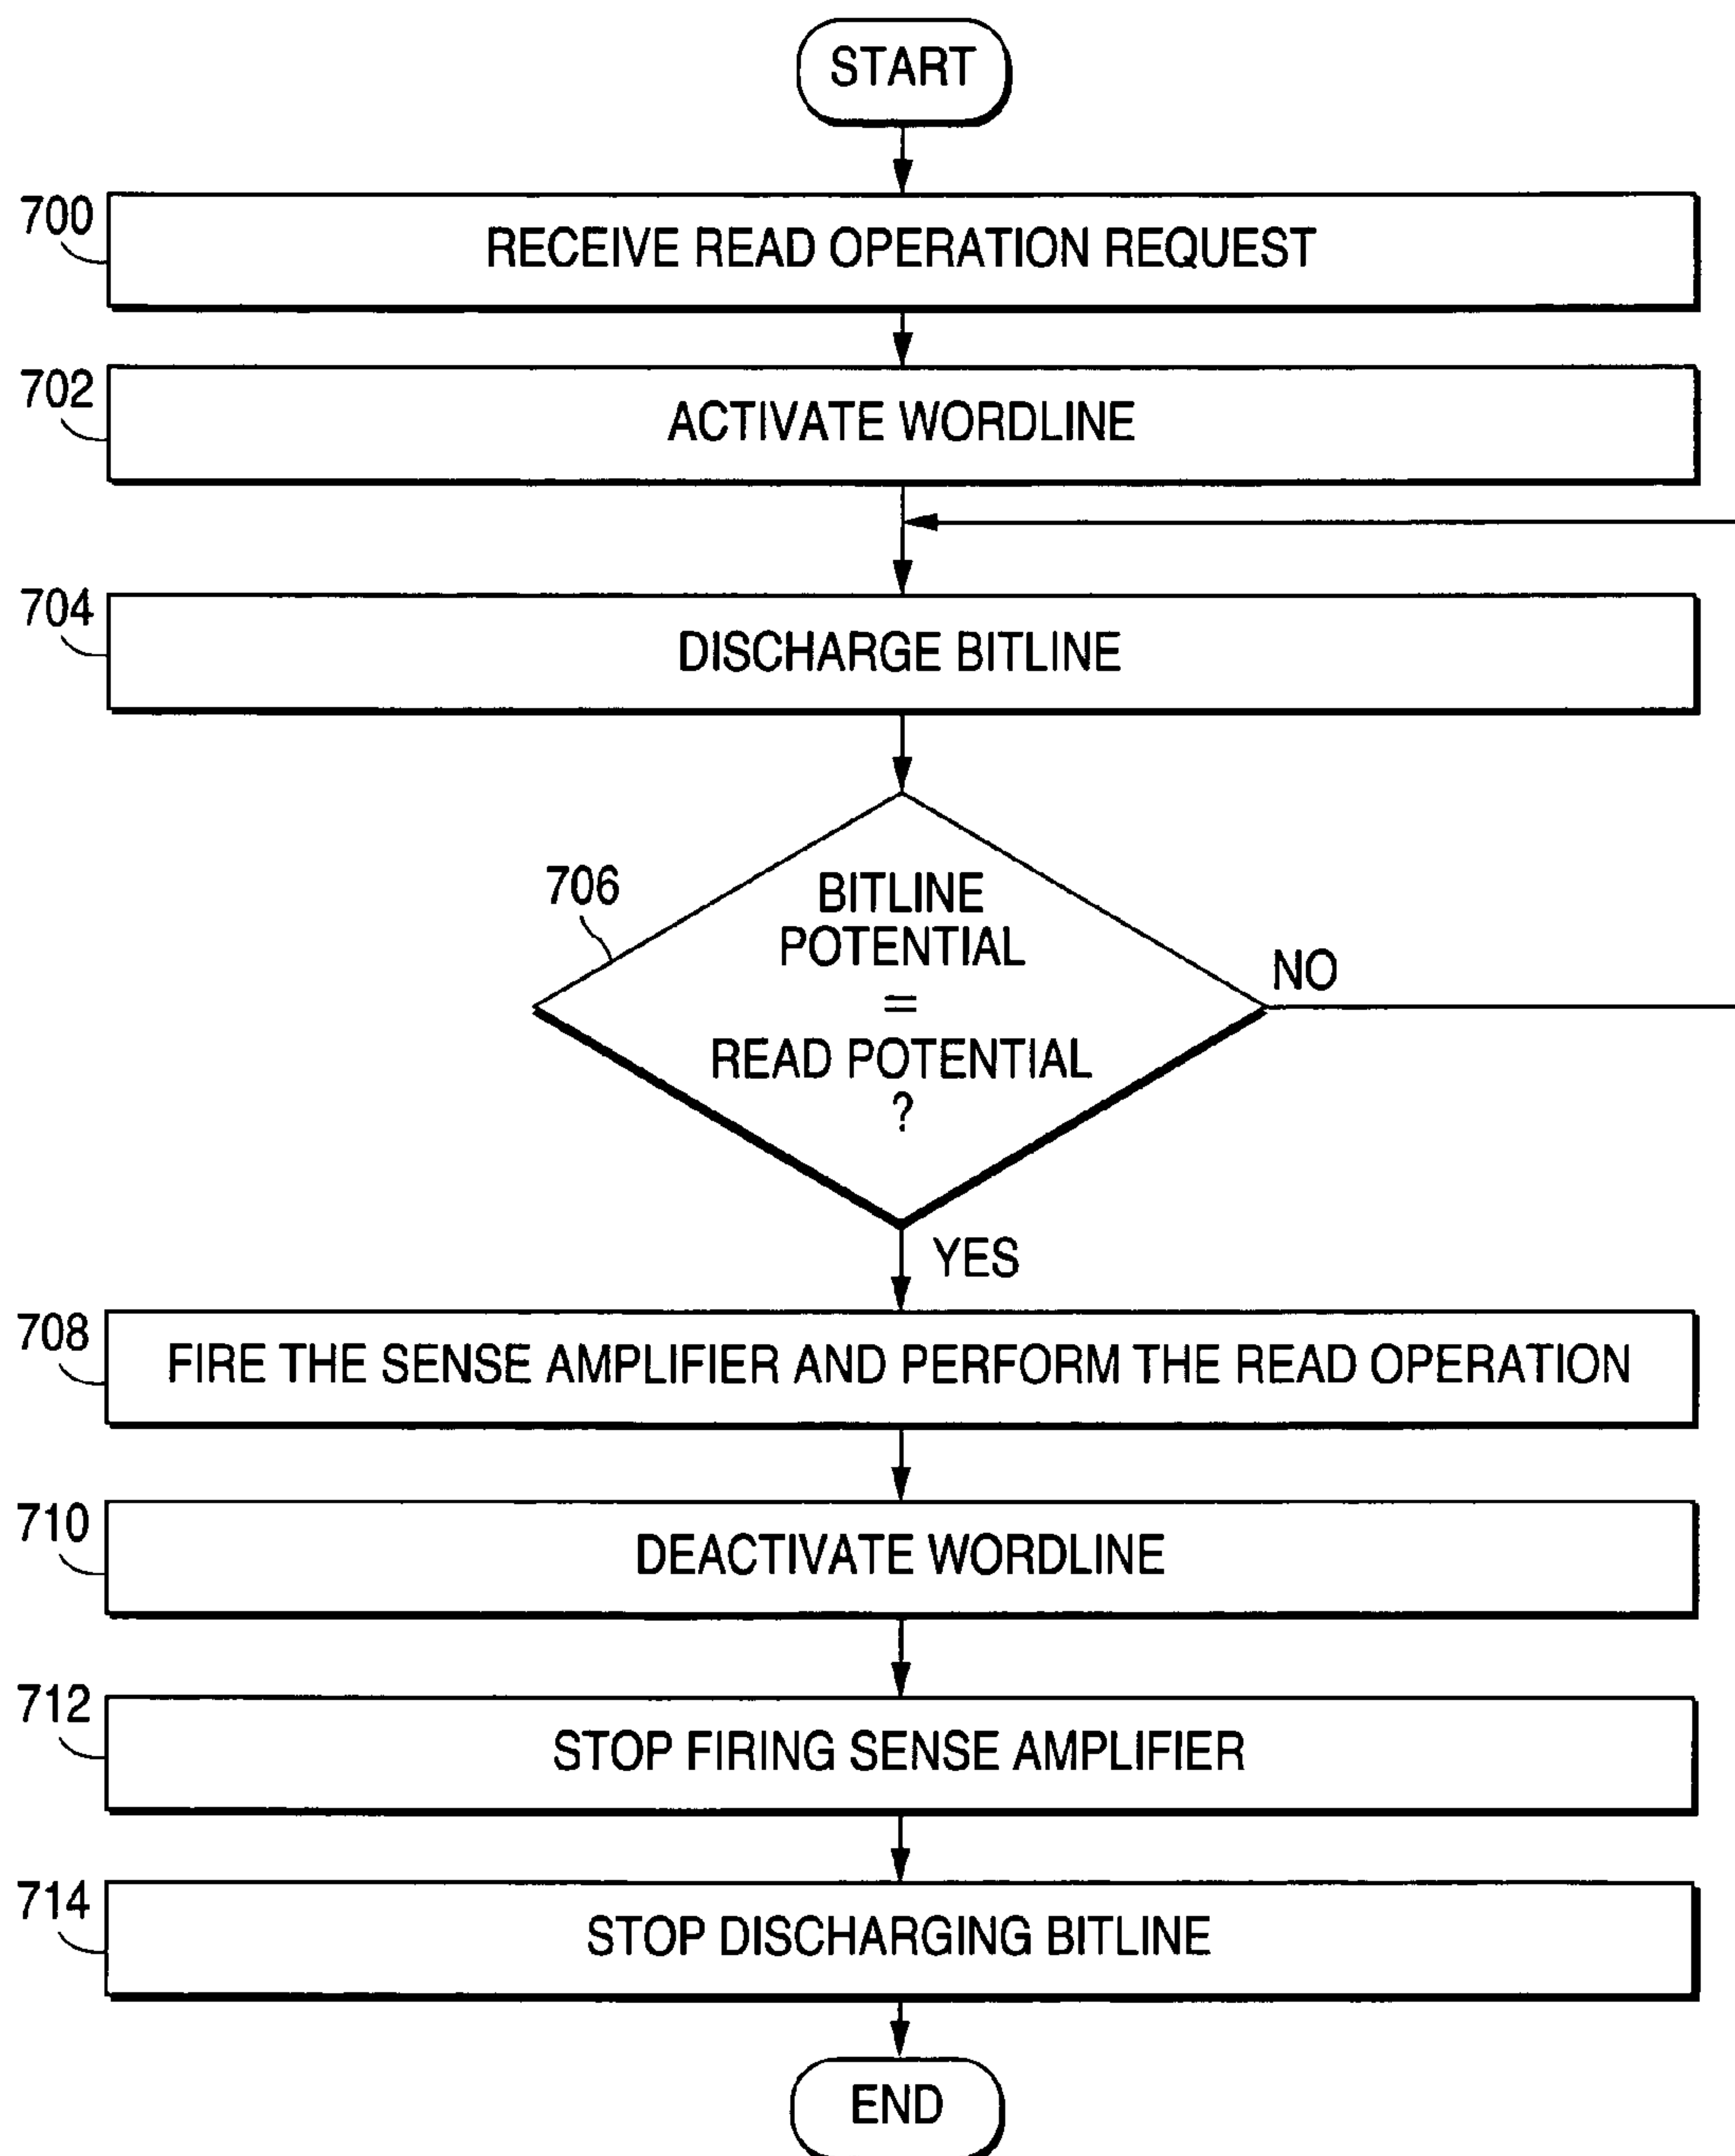 START
700
RECEIVE READ OPERATION REQUEST
702
ACTIVATE WORDLINE
704
DISCHARGE BITLINE
706
BITLINE
POTENTIAL
=
READ POTENTIAL
?
NO
YES
708
FIRE THE SENSE AMPLIFIER AND PERFORM THE READ OPERATION
710
DEACTIVATE WORDLINE
712
STOP FIRING SENSE AMPLIFIER
714
STOP DISCHARGING BITLINE
END